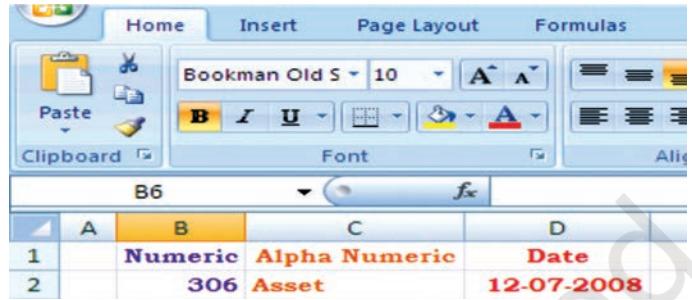 Home Insert Page Layout Formulas
Bookman Old S 10 A A
Paste B I U A
Clipboard Font
B6 fx
A B C D
1 Numeric Alpha Numeric Date
2 306 Asset 12-07-2008